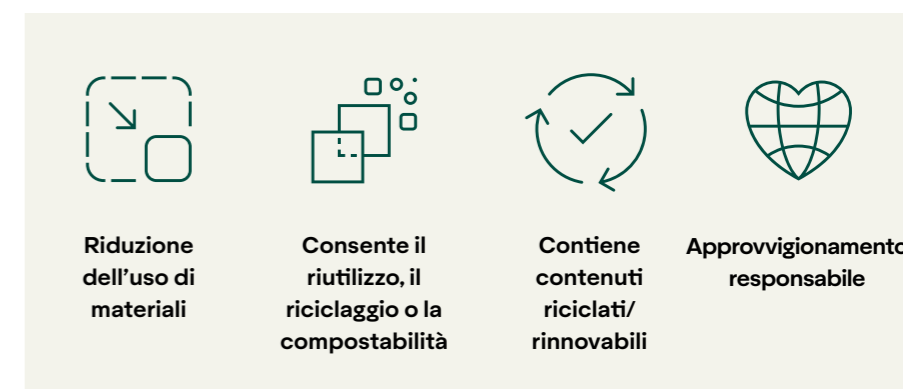 Riduzione
dell’uso di
materiali
Consente il
riutilizzo, il
riciclaggio o la
compostabilità
Contiene
contenuti
riciclati/
rinnovabili
Approvvigionamento
responsabile